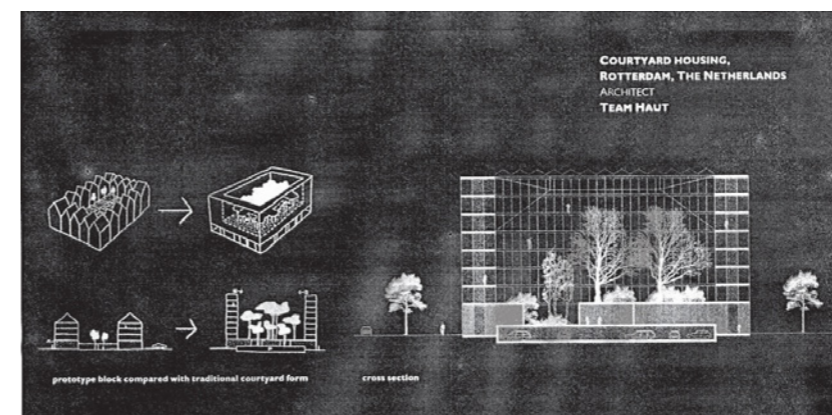 COURTYARD HOUSING,
ROTTERDAM, THE NETHERLANDS
ARCHITECT
TEAM HAUT
prototype block compared with traditional courtyard form
cross section